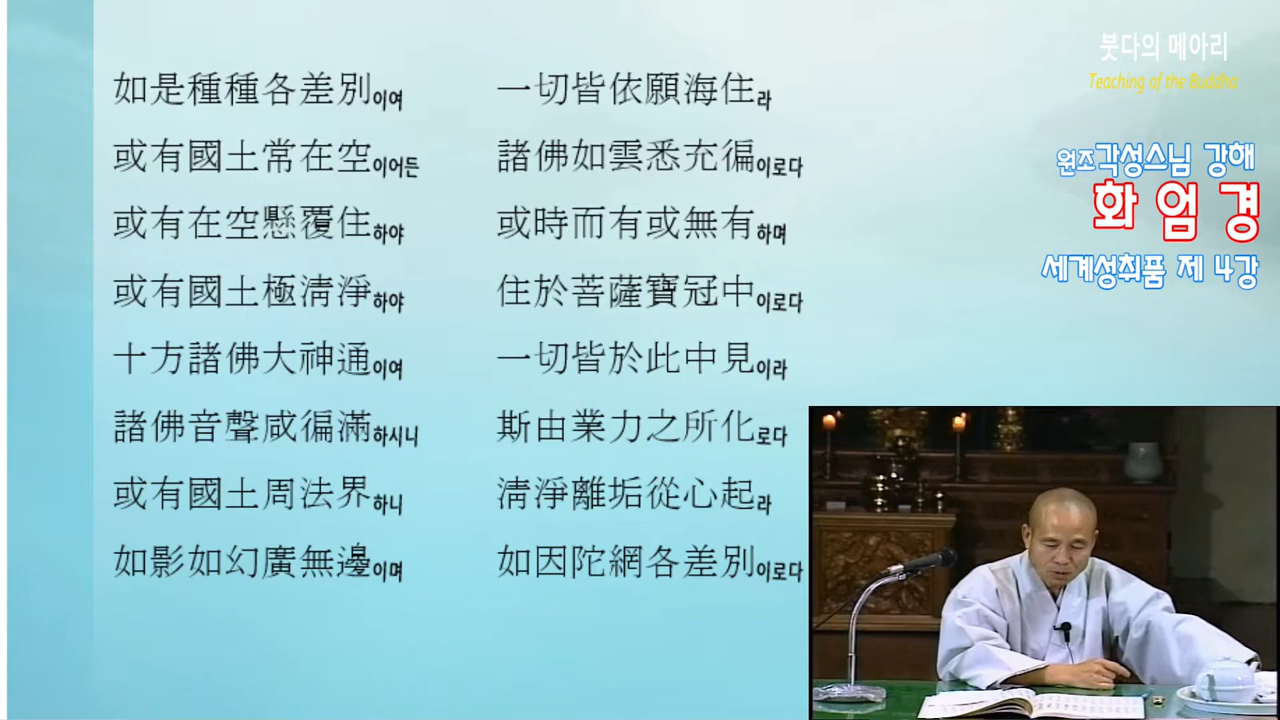 如是種種各差別이여 一切皆依願海住라
或有國土常在空이어든 諸佛如雲悉充徧이로다
或有在空懸覆住하야 或時而有或無有하며
或有國土極淸淨하야 住於菩薩寶冠中이로다
十方諸佛大神通이여 一切皆於此中見이라
諸佛音聲咸徧滿하시니 斯由業力之所化로다
或有國土周法界하니 淸淨離垢從心起라
如影如幻廣無邊이며 如因陀網各差別이로다
붓다의 메아리
Teaching of the Buddha
원조각성스님 강해
화엄경
세계성취품 제 4강